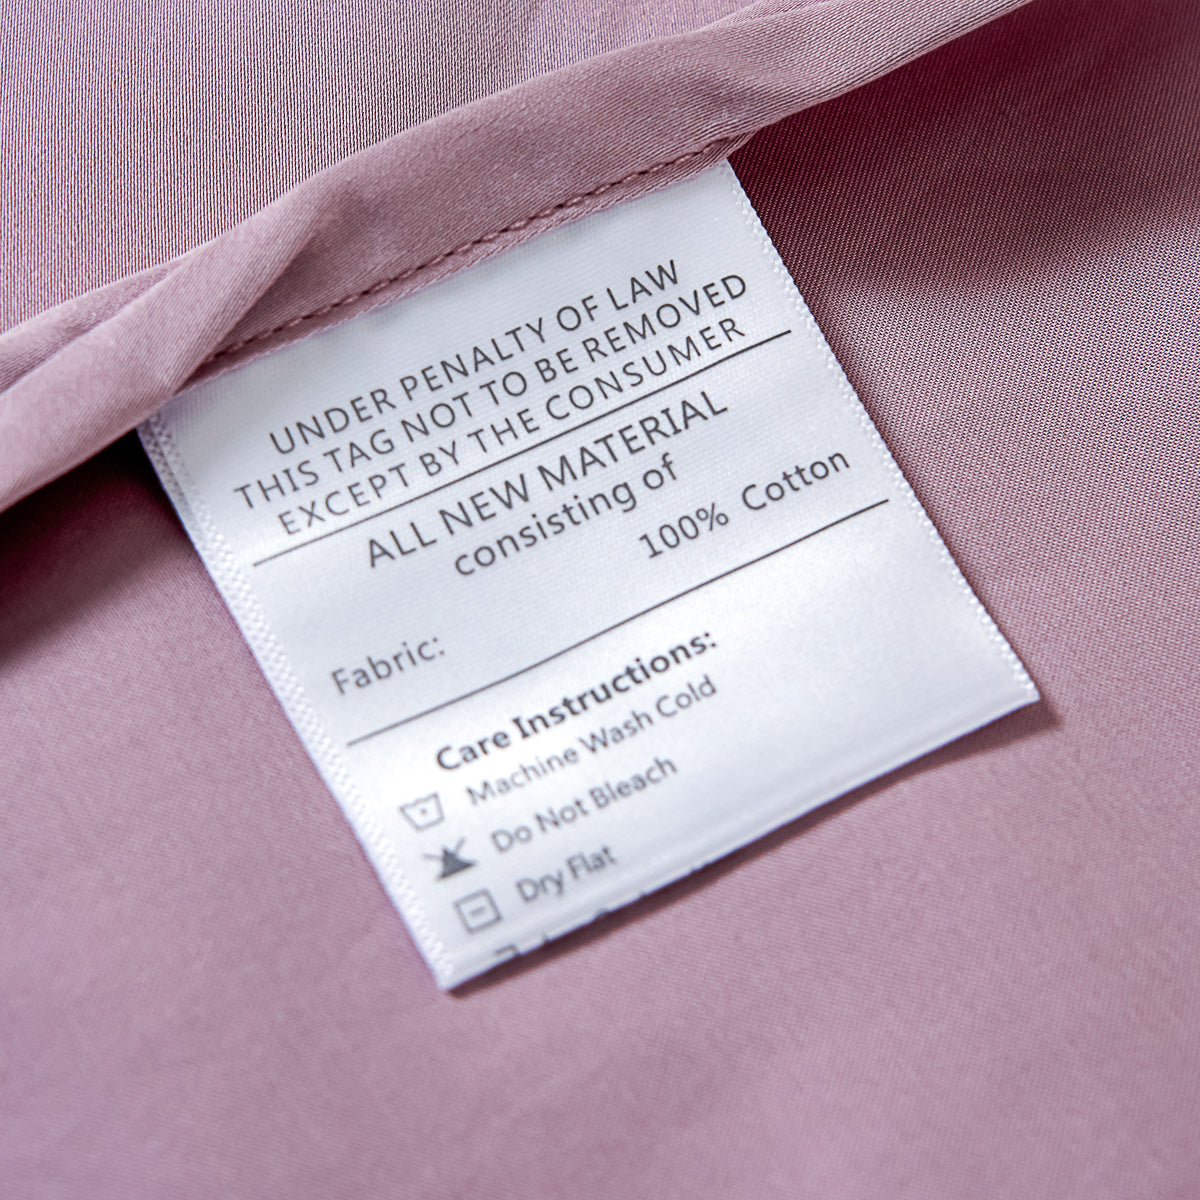 UNDER PENALTY OF LAW
THIS TAG NOT TO BE REMOVED
EXCEPT BY THE CONSUMER
ALL NEW MATERIAL
consisting of
100% Cotton
Fabric:
Care Instructions:
Machine Wash Cold
Do Not Bleach
Dry Flat